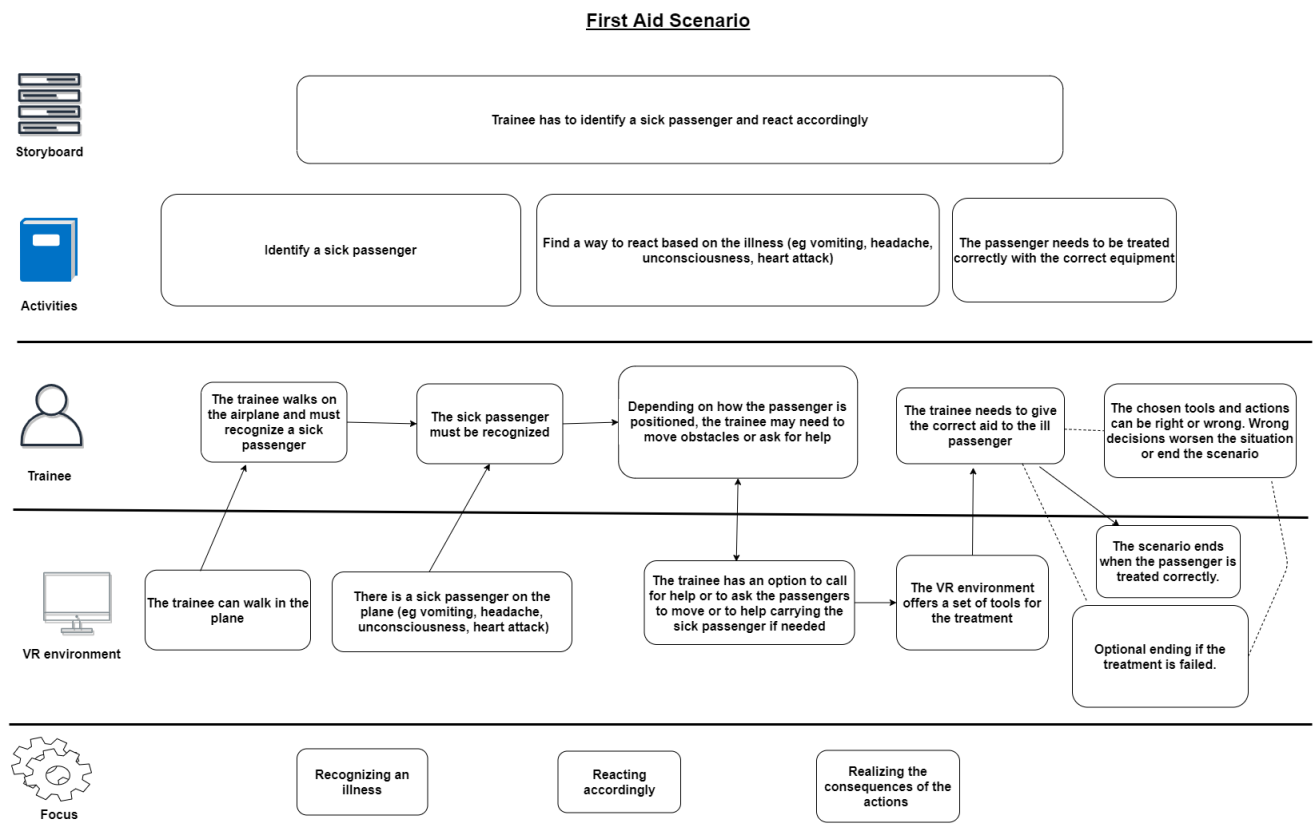 First Aid Scenario
Storyboard
Trainee has to identify a sick passenger and react accordingly
Activities
Identify a sick passenger
Find a way to react based on the illness (eg vomiting, headache,
unconsciousness, heart attack)
The passenger needs to be treated
correctly with the correct equipment
Trainee
The trainee walks on
the airplane and must
recognize a sick
passenger
The sick passenger
must be recognized
Depending on how the passenger is
positioned, the trainee may need to
move obstacles or ask for help
The trainee needs to give
the correct aid to the ill
passenger
The chosen tools and actions
can be right or wrong. Wrong
decisions worsen the situation
or end the scenario
VR environment
The trainee can walk in the
plane
There is a sick passenger on the
plane (eg vomiting, headache,
unconsciousness, heart attack)
The trainee has an option to call
for help or to ask the passengers
to move or to help carrying the
sick passenger if needed
The VR environment
offers a set of tools for
the treatment
The scenario ends
when the passenger is
treated correctly.
Optional ending if the
treatment is failed.
Focus
Recognizing an
illness
Reacting
accordingly
Realizing the
consequences of the
actions